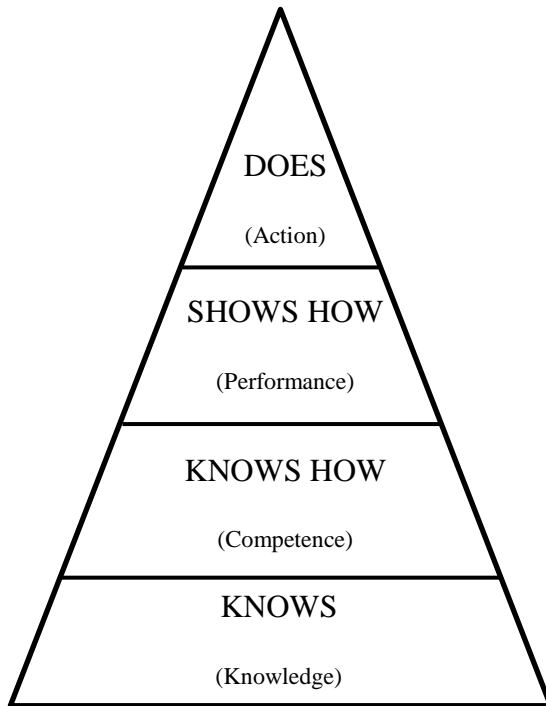 DOES
(Action)
SHOWS HOW
(Performance)
KNOWS HOW
(Competence)
KNOWS
(Knowledge)